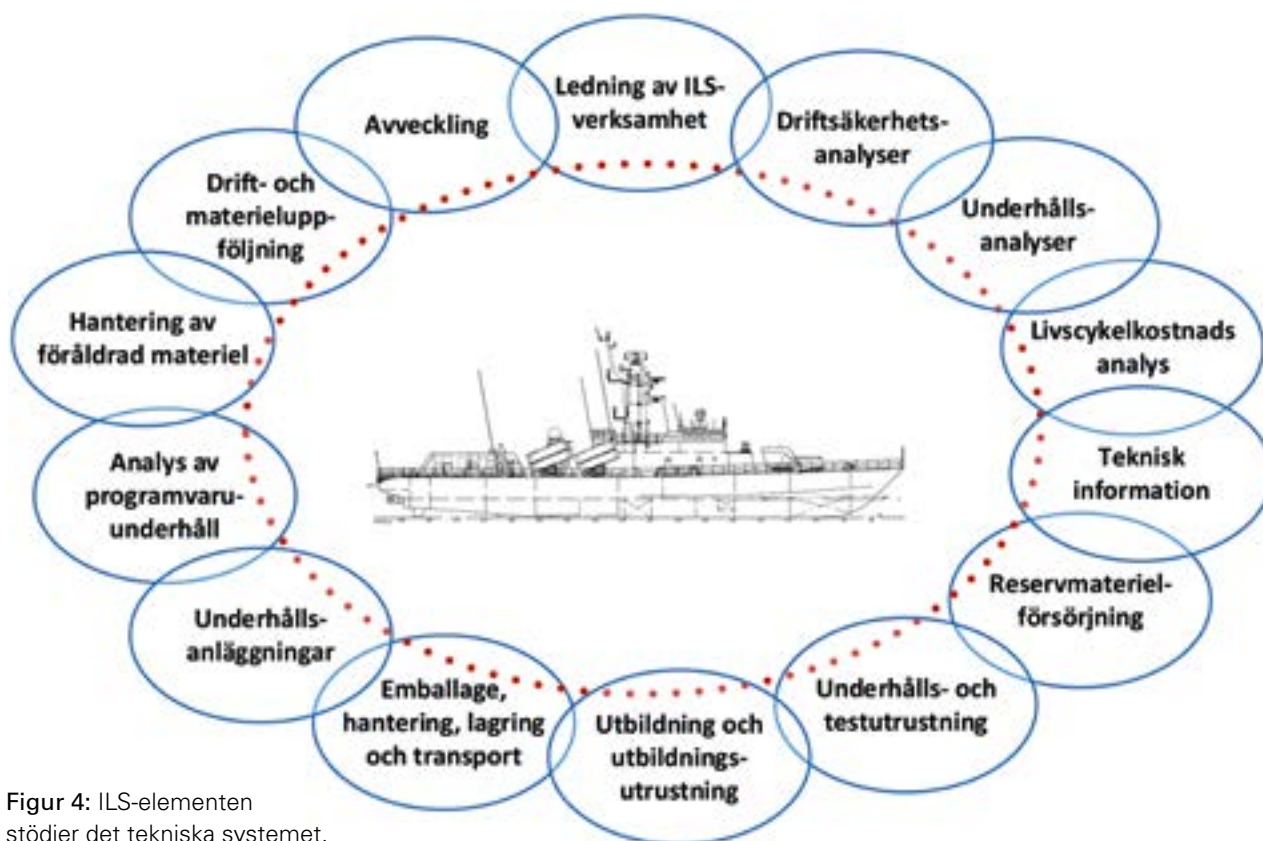 Ledning av ILS-
verksamhet
Driftsäkerhets-
analyser
Underhålls-
analyser
Livscykelkostnads
analys
Teknisk
information
Reservmateriel-
försörjning
Underhålls- och
testutrustning
Utbildning och
utbildnings-
utrustning
Emballage,
hantering, lagring
och transport
Underhålls-
anläggningar
Analys av
programvaru-
underhåll
Hantering av
föråldrad materiel
Drift- och
materielupp-
följning
Avveckling
Figur 4: ILS-elementen
stödjer det tekniska systemet.